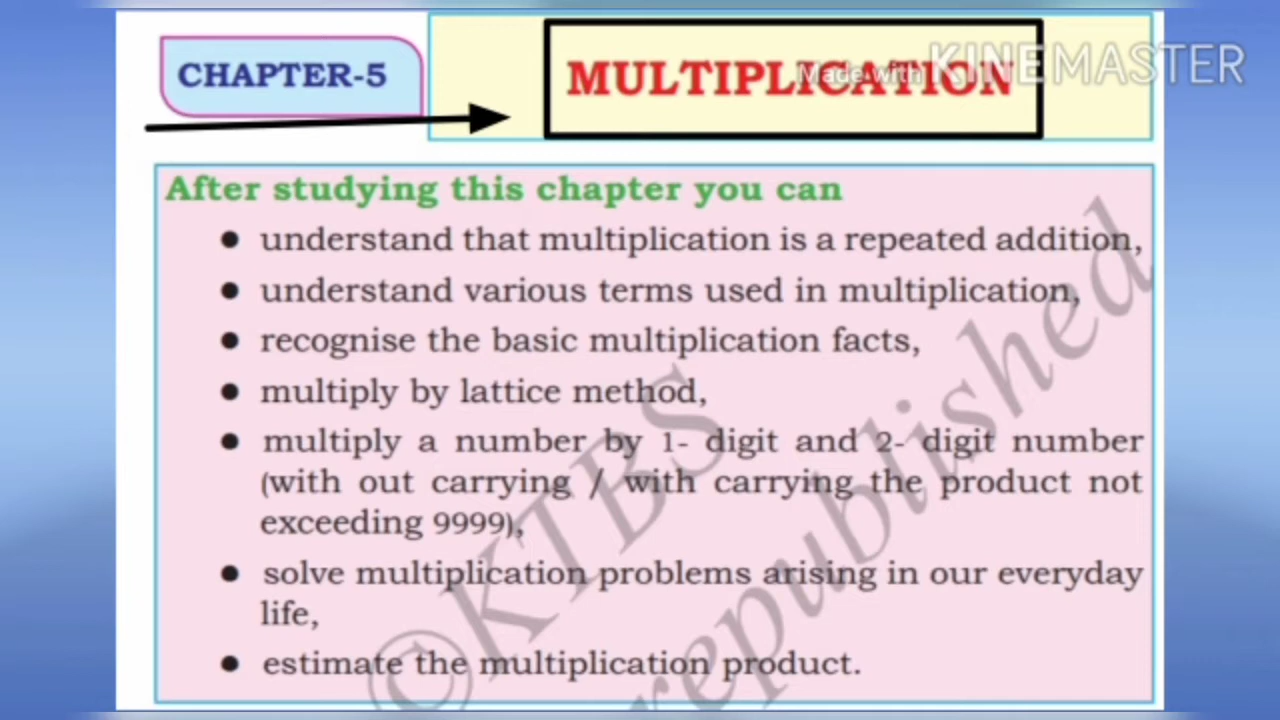 CHAPTER-5
MULTIPLICATION
Made with KINEMASTER
After studying this chapter you can
● understand that multiplication is a repeated addition,
● understand various terms used in multiplication,
● recognise the basic multiplication facts,
● multiply by lattice method,
● multiply a number by 1- digit and 2- digit number
(with out carrying / with carrying the product not
exceeding 9999),
● solve multiplication problems arising in our everyday
life,
● estimate the multiplication product.
©KTBS
republished